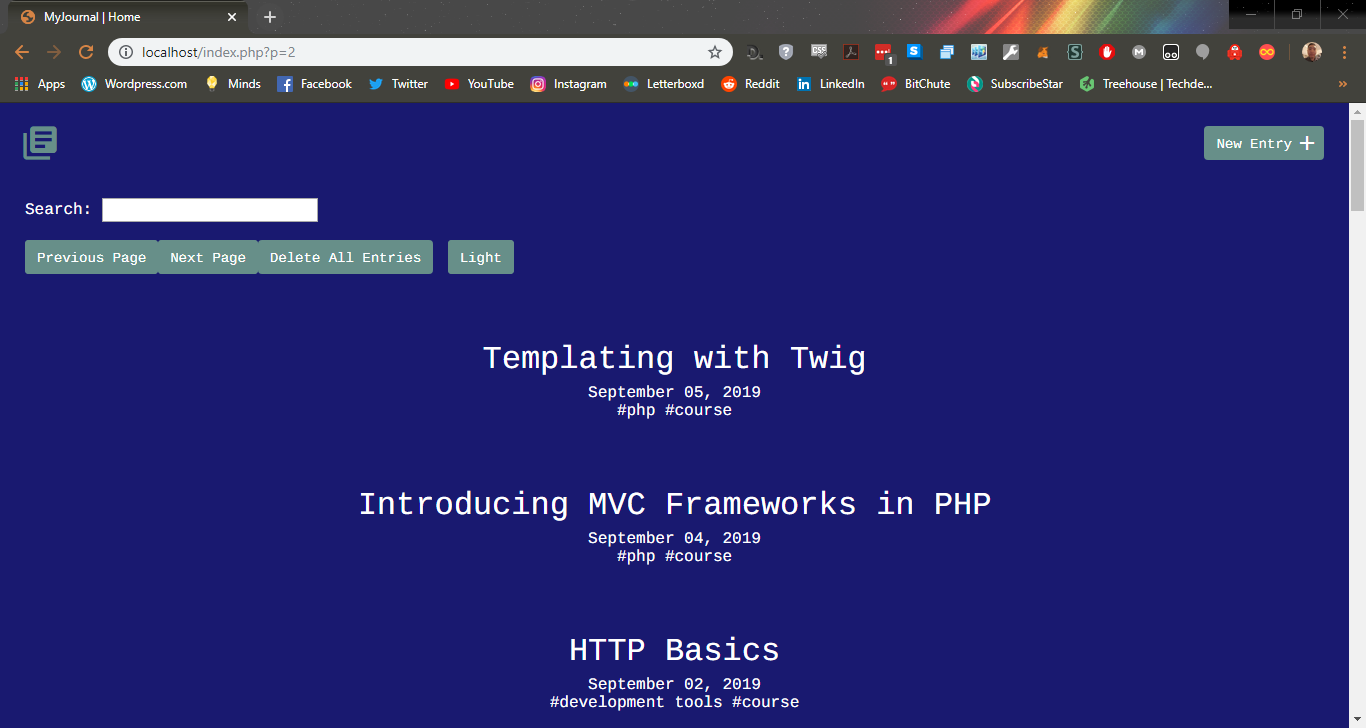 MyJournal | Home
localhost/index.php?p=2
1
Apps Wordpress.com Minds Facebook Twitter YouTube Instagram Letterboxd Reddit LinkedIn BitChute SubscribeStar Treehouse | Techde...
New Entry
Search:
Previous Page Next Page Delete All Entries Light
Templating with Twig
September 05, 2019
#php #course
Introducing MVC Frameworks in PHP
September 04, 2019
#php #course
HTTP Basics
September 02, 2019
#development tools #course